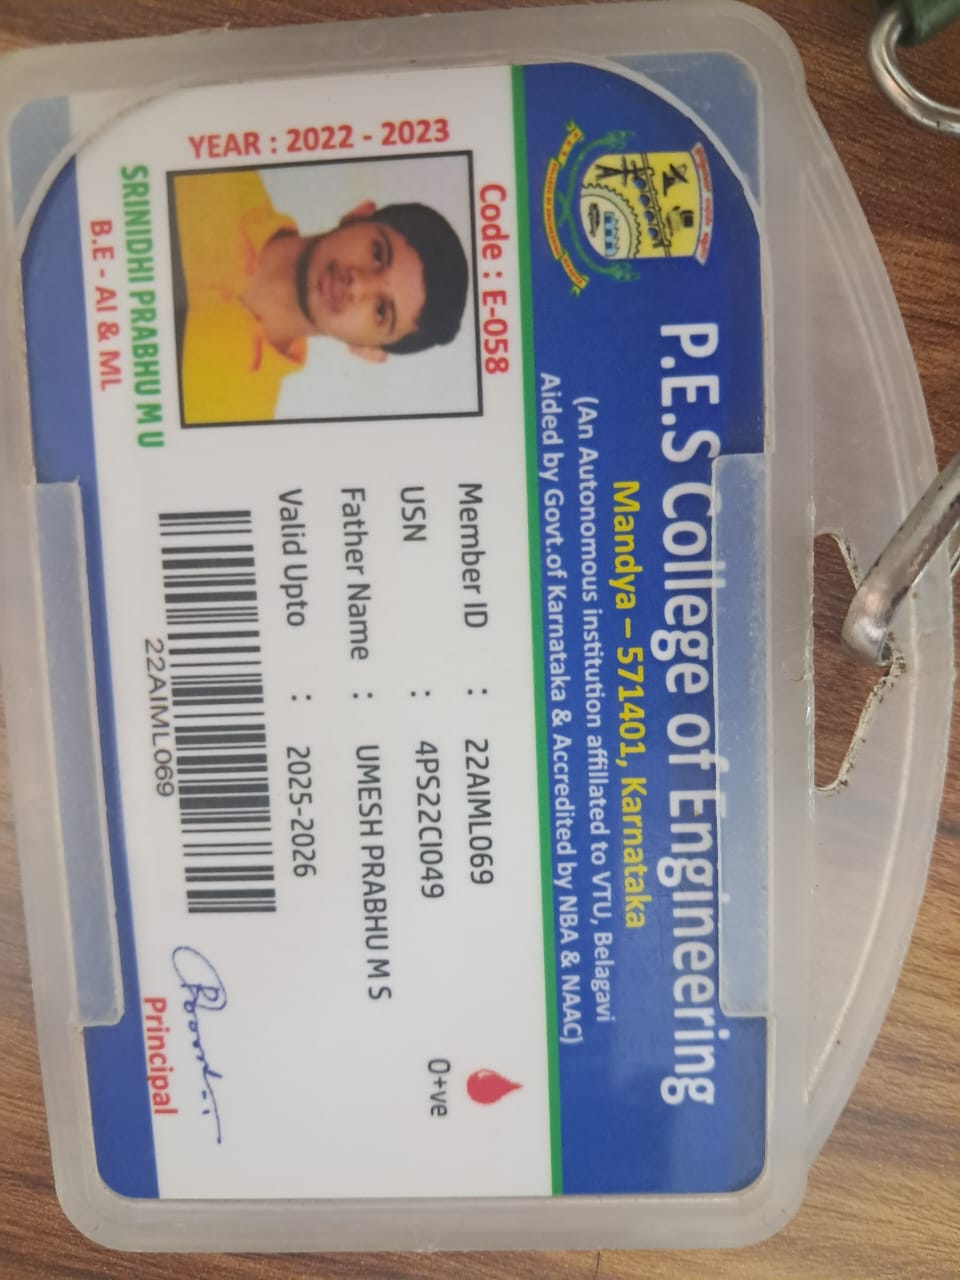 P.E.S College of Engineering
Mandya – 571401, Karnataka
(An Autonomous institution affillated to VTU, Belagavi
Aided by Govt.of Karnataka & Accredited by NBA & NAAC)
Code : E-058
YEAR : 2022 - 2023
SRINIDHI PRABHU M U
B.E - AI & ML
Member ID : 22AIML069
USN : 4PS22CI049
0+ve
Father Name : UMESH PRABHU M S
Valid Upto : 2025-2026
22AIML069
Principal